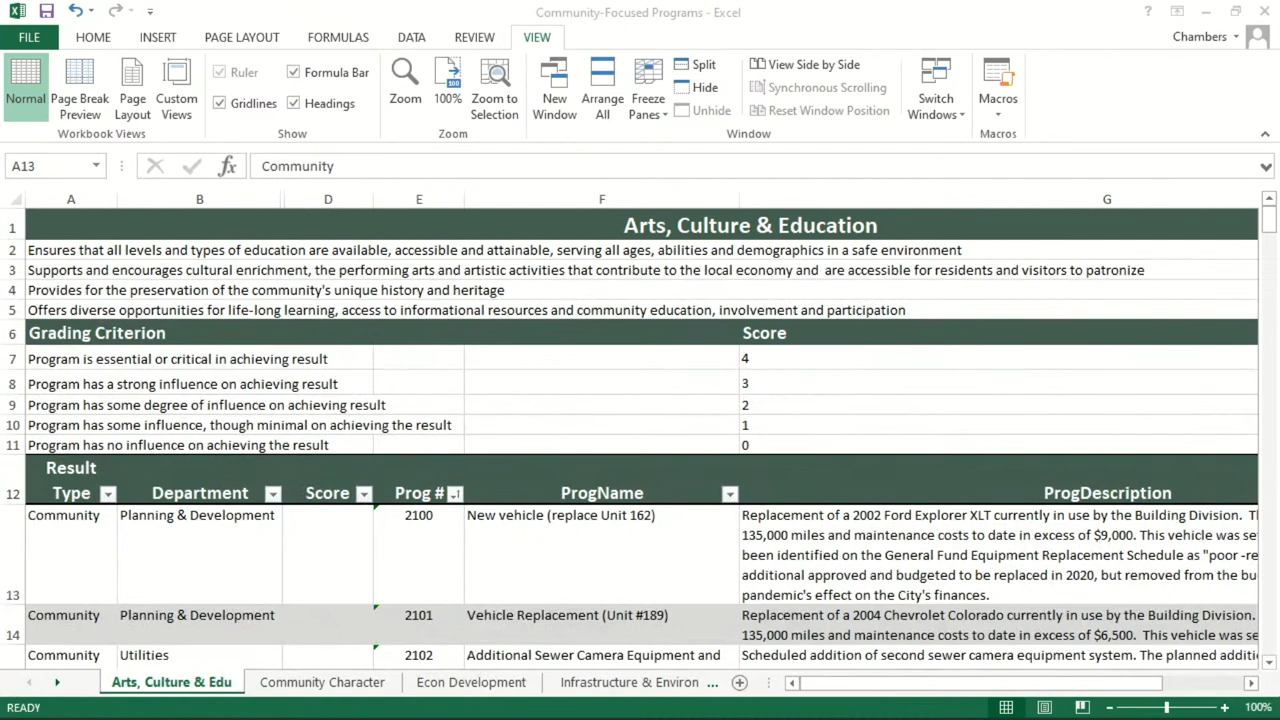 Community-Focused Programs - Excel
FILE HOME INSERT PAGE LAYOUT FORMULAS DATA REVIEW VIEW Chambers
Normal Page Break Preview Page Layout Custom Views
Workbook Views
Ruler Formula Bar
Gridlines Headings
Show
Zoom 100% Zoom to Selection
Zoom
New Window Arrange All Freeze Panes
Split
Hide
Unhide
View Side by Side
Synchronous Scrolling
Reset Window Position
Switch Windows
Window
Macros
Macros
A13 fx Community
A B D E F G
1 Arts, Culture & Education
2 Ensures that all levels and types of education are available, accessible and attainable, serving all ages, abilities and demographics in a safe environment
3 Supports and encourages cultural enrichment, the performing arts and artistic activities that contribute to the local economy and  are accessible for residents and visitors to patronize
4 Provides for the preservation of the community's unique history and heritage
5 Offers diverse opportunities for life-long learning, access to informational resources and community education, involvement and participation
6 Grading Criterion Score
7 Program is essential or critical in achieving result 4
8 Program has a strong influence on achieving result 3
9 Program has some degree of influence on achieving result 2
10 Program has some influence, though minimal on achieving the result 1
11 Program has no influence on achieving the result 0
Result
12 Type Department Score Prog # ProgName ProgDescription
Community Planning & Development 2100 New vehicle (replace Unit 162) Replacement of a 2002 Ford Explorer XLT currently in use by the Building Division.
135,000 miles and maintenance costs to date in excess of $9,000. This vehicle was
been identified on the General Fund Equipment Replacement Schedule as "poor
additional approved and budgeted to be replaced in 2020, but removed from the
13 pandemic's effect on the City's finances.
Community Planning & Development 2101 Vehicle Replacement (Unit #189) Replacement of a 2004 Chevrolet Colorado currently in use by the Building Division.
14 135,000 miles and maintenance costs to date in excess of $6,500. This vehicle was
Community Utilities 2102 Additional Sewer Camera Equipment and Scheduled addition of second sewer camera equipment system. The planned
Arts, Culture & Edu Community Character Econ Development Infrastructure & Environ ...
READY 100%